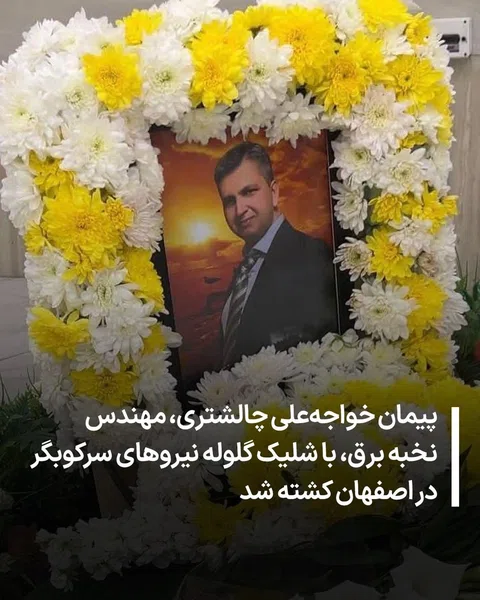 پیمان خواجه‌علی چالشتری، مهندس
نخبه برق، با شلیک گلوله نیروهای سرکوبگر
در اصفهان کشته شد